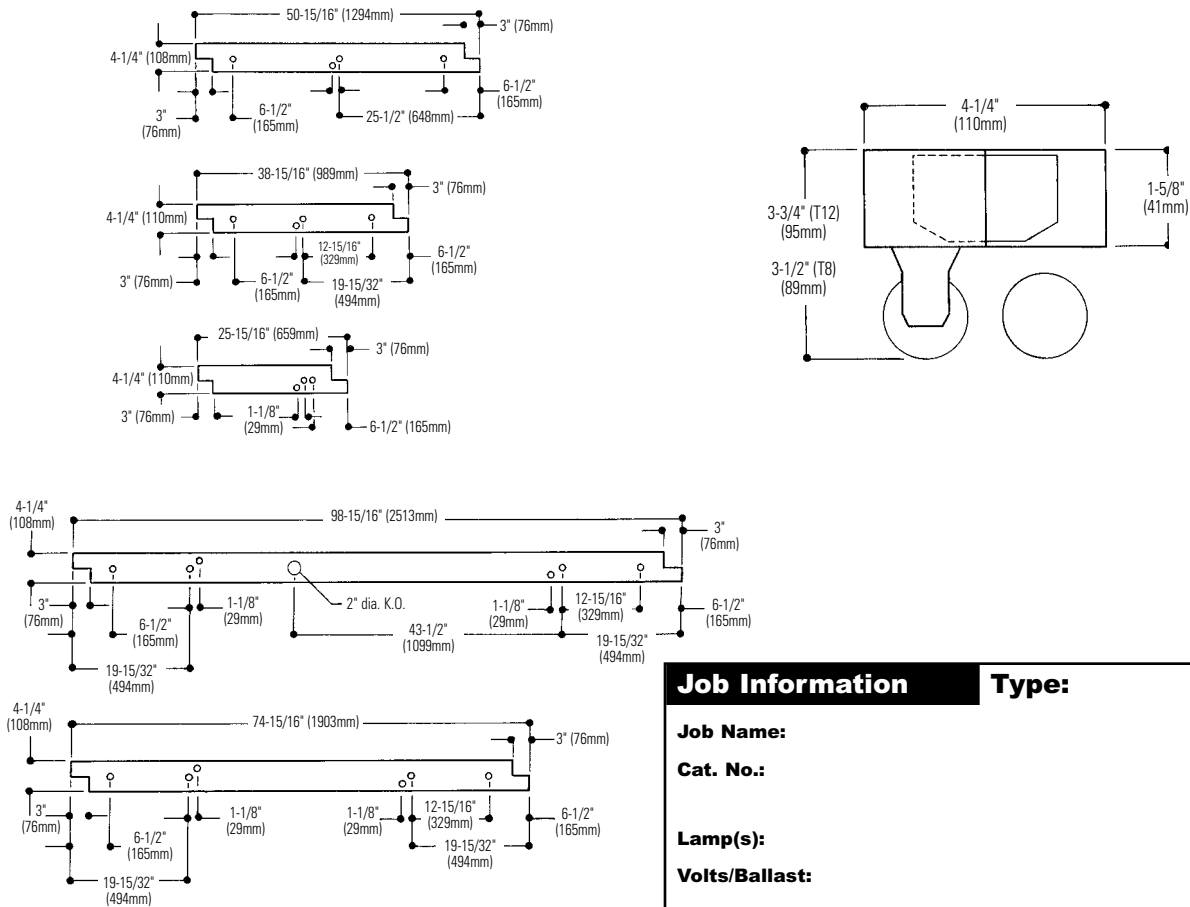 50-15/16" (1294mm)
3" (76mm)
4-1/4" (108mm)
3"
(76mm)
6-1/2"
(165mm)
25-1/2" (648mm)
6-1/2"
(165mm)
38-15/16" (989mm)
3" (76mm)
4-1/4" (110mm)
3" (76mm)
6-1/2"
(165mm)
12-15/16"
(329mm)
19-15/32"
(494mm)
6-1/2"
(165mm)
25-15/16" (659mm)
3" (76mm)
4-1/4" (110mm)
3" (76mm)
1-1/8"
(29mm)
6-1/2" (165mm)
4-1/4"
(110mm)
3-3/4" (T12)
(95mm)
3-1/2" (T8)
(89mm)
1-5/8"
(41mm)
4-1/4"
(108mm)
98-15/16" (2513mm)
3"
(76mm)
3"
(76mm)
6-1/2"
(165mm)
1-1/8"
(29mm)
2" dia. K.O.
43-1/2"
(1099mm)
1-1/8"
(29mm)
12-15/16"
(329mm)
6-1/2"
(165mm)
19-15/32"
(494mm)
19-15/32"
(494mm)
4-1/4"
(108mm)
74-15/16" (1903mm)
3" (76mm)
3"
(76mm)
6-1/2"
(165mm)
1-1/8"
(29mm)
1-1/8"
(29mm)
12-15/16"
(329mm)
6-1/2"
(165mm)
19-15/32"
(494mm)
19-15/32"
(494mm)
Job Information Type:
Job Name:
Cat. No.:
Lamp(s):
Volts/Ballast: